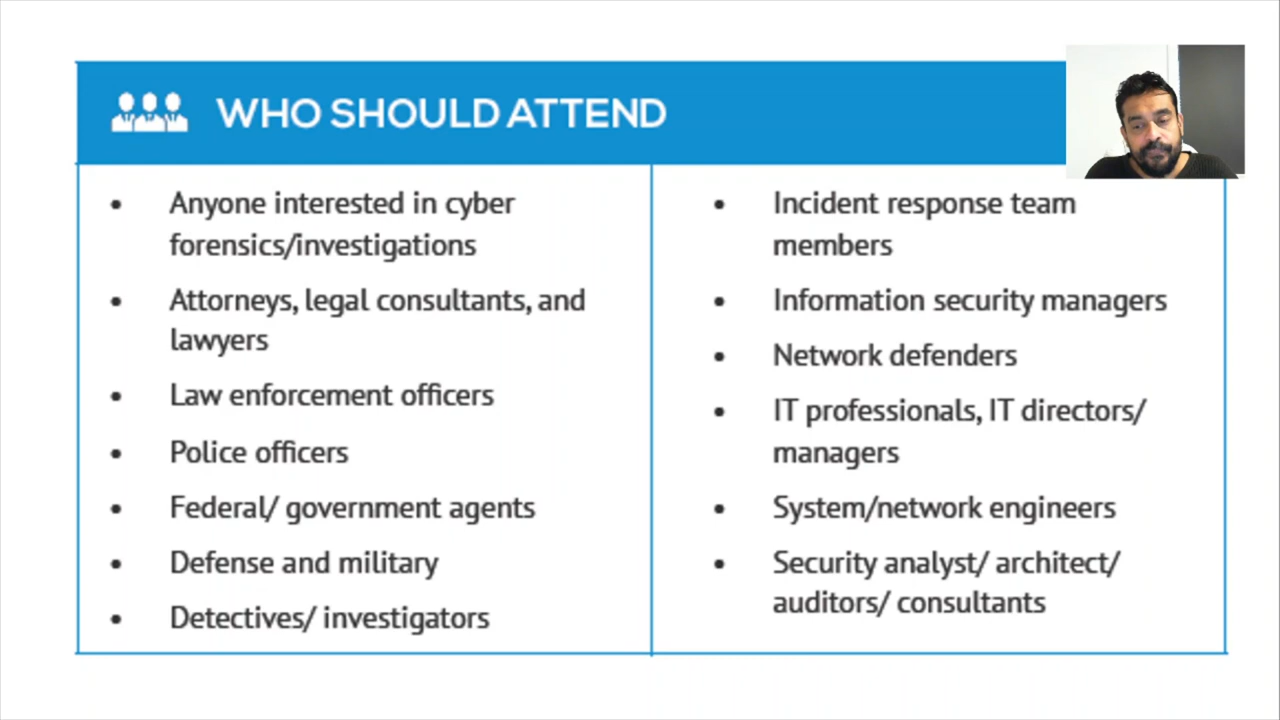 WHO SHOULD ATTEND
• Anyone interested in cyber
forensics/investigations
• Attorneys, legal consultants, and
lawyers
• Law enforcement officers
• Police officers
• Federal/ government agents
• Defense and military
• Detectives/ investigators
• Incident response team
members
• Information security managers
• Network defenders
• IT professionals, IT directors/
managers
• System/network engineers
• Security analyst/ architect/
auditors/ consultants